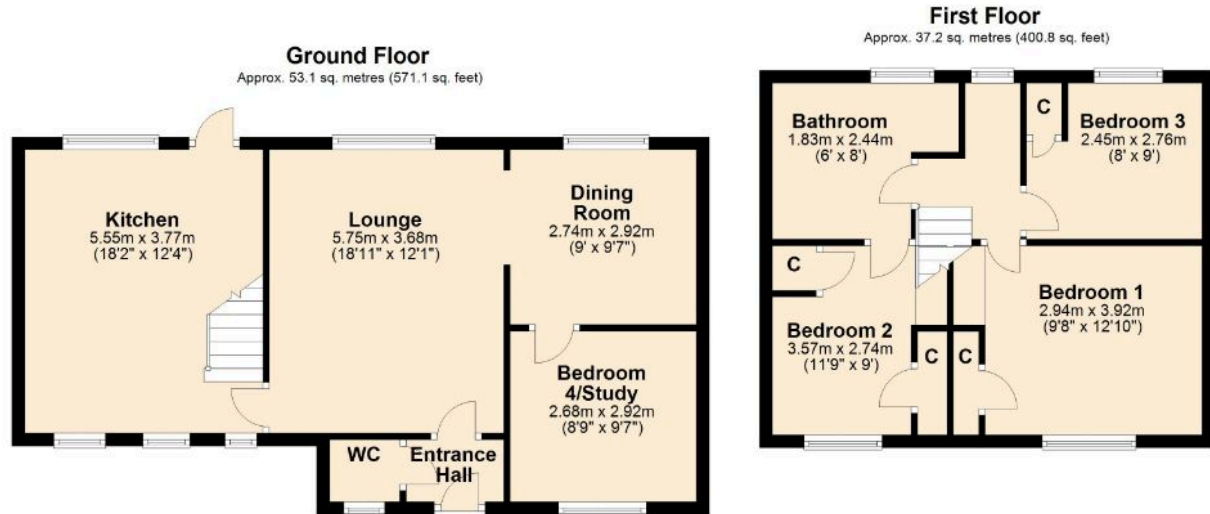 Ground Floor
Approx. 53.1 sq. metres (571.1 sq. feet)
Kitchen
5.55m x 3.77m
(18'2" x 12'4")
Lounge
5.75m x 3.68m
(18'11" x 12'1")
Dining
Room
2.74m x 2.92m
(9' x 9'7")
Bedroom
4/Study
2.68m x 2.92m
(8'9" x 9'7")
WC
Entrance
Hall
First Floor
Approx. 37.2 sq. metres (400.8 sq. feet)
Bathroom
1.83m x 2.44m
(6' x 8')
C
Bedroom 3
2.45m x 2.76m
(8' x 9')
C
Bedroom 2
3.57m x 2.74m
(11'9" x 9')
C
C
Bedroom 1
2.94m x 3.92m
(9'8" x 12'10")